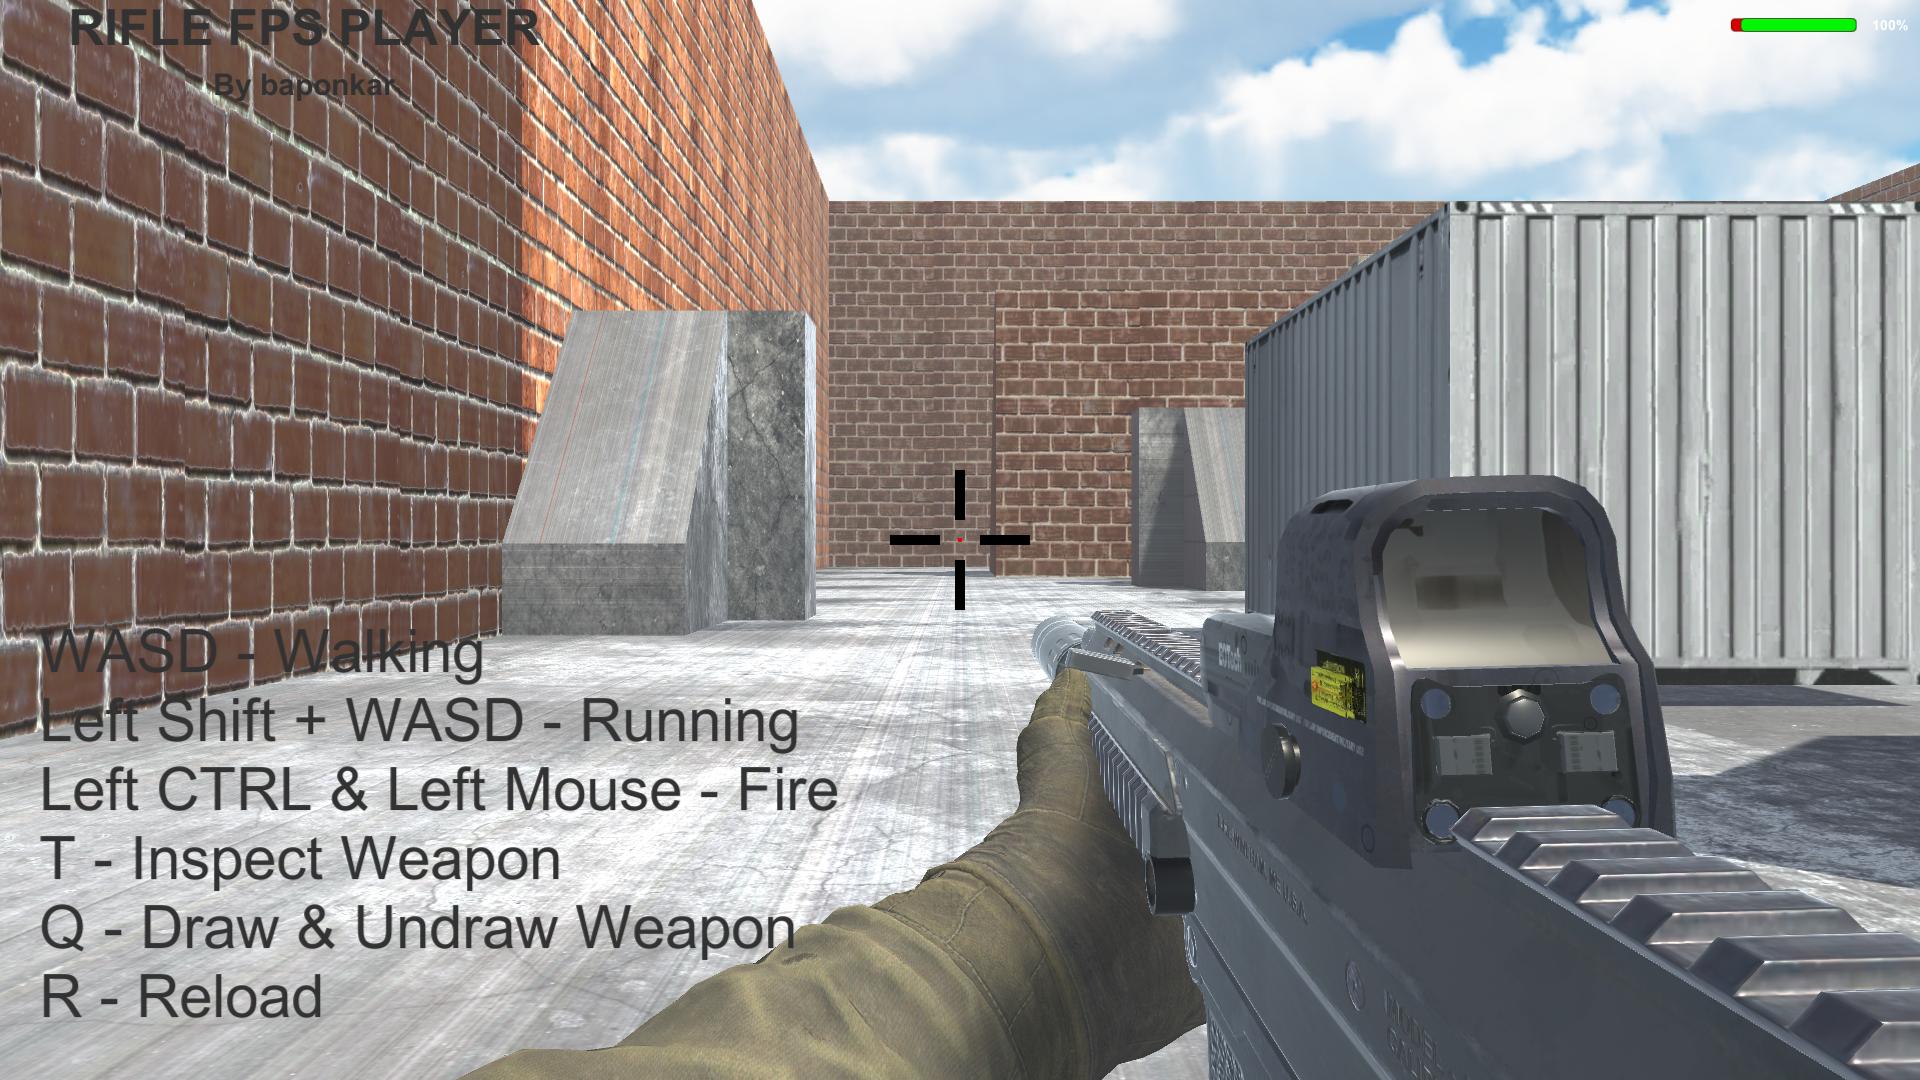 RIFLE FPS PLAYER
100%
By baponkar
WASD - Walking
Left Shift + WASD - Running
Left CTRL & Left Mouse - Fire
T - Inspect Weapon
Q - Draw & Undraw Weapon
R - Reload
EOTech